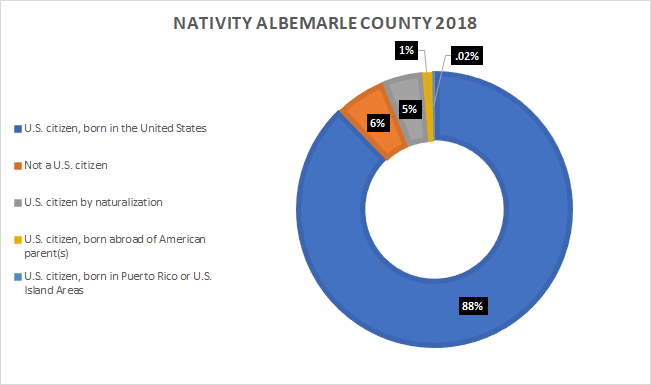 NATIVITY ALBEMARLE COUNTY 2018
1%
.02%
6%
5%
U.S. citizen, born in the United States
Not a U.S. citizen
U.S. citizen by naturalization
U.S. citizen, born abroad of American
parent(s)
U.S. citizen, born in Puerto Rico or U.S.
Island Areas
88%